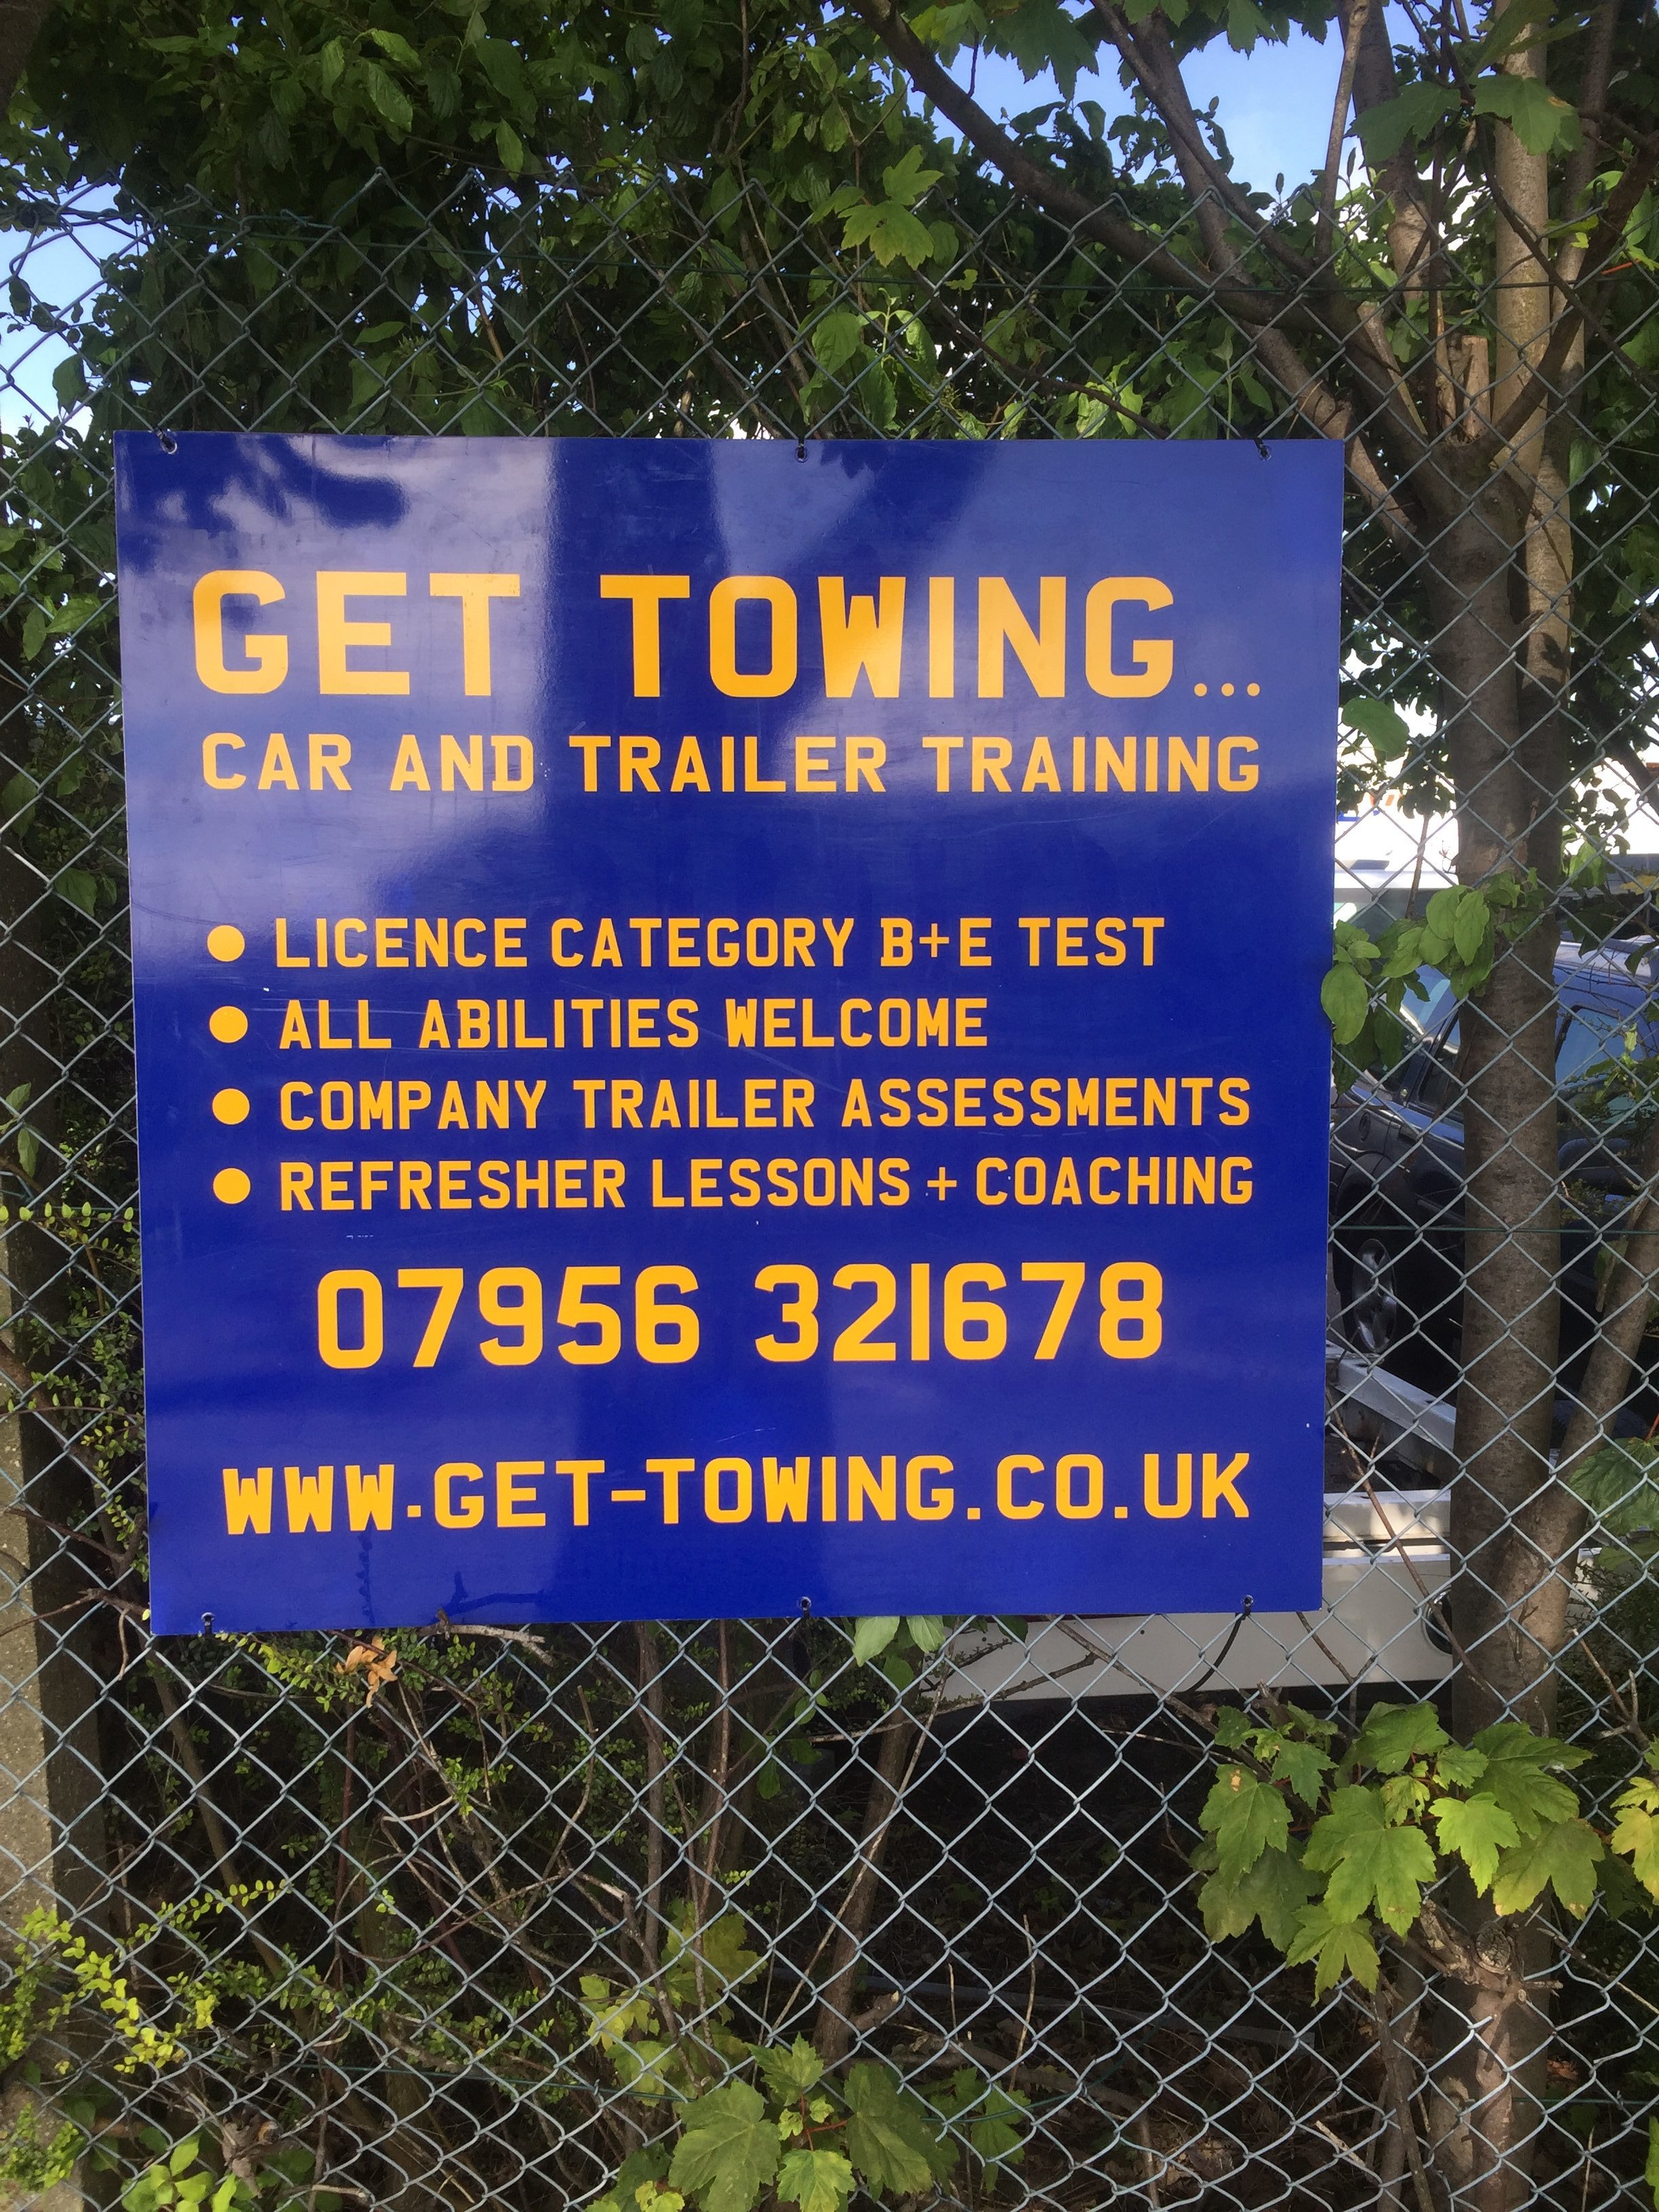 GET TOWING...
CAR AND TRAILER TRAINING
• LICENCE CATEGORY B+E TEST
• ALL ABILITIES WELCOME
• COMPANY TRAILER ASSESSMENTS
• REFRESHER LESSONS + COACHING
07956 321678
WWW.GET-TOWING.CO.UK